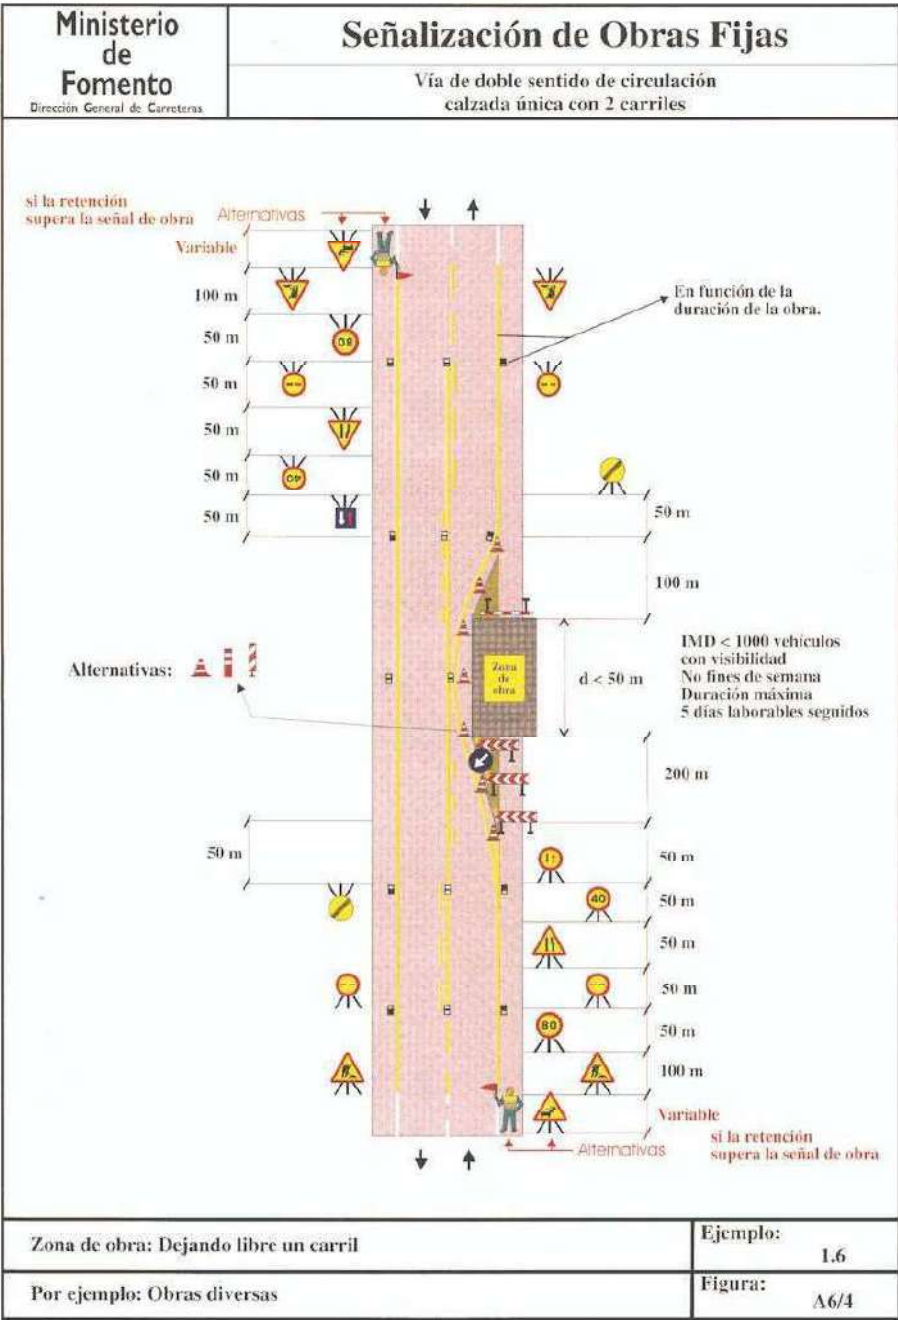 Ministerio
de
Fomento
Dirección General de Carreteras
Señalización de Obras Fijas
Vía de doble sentido de circulación
calzada única con 2 carriles
si la retención
supera la señal de obra
Alternativas
Variable
100 m
En función de la
duración de la obra.
50 m
80
50 m
50 m
50 m
40
50 m
50 m
100 m
Alternativas:
Zona
de
obra
d < 50 m
IMD < 1000 vehículos
con visibilidad
No fines de semana
Duración máxima
5 días laborables seguidos
200 m
50 m
50 m
40
50 m
50 m
50 m
80
50 m
100 m
Variable
Alternativas
si la retención
supera la señal de obra
Zona de obra: Dejando libre un carril
Ejemplo:
1.6
Por ejemplo: Obras diversas
Figura:
A6/4